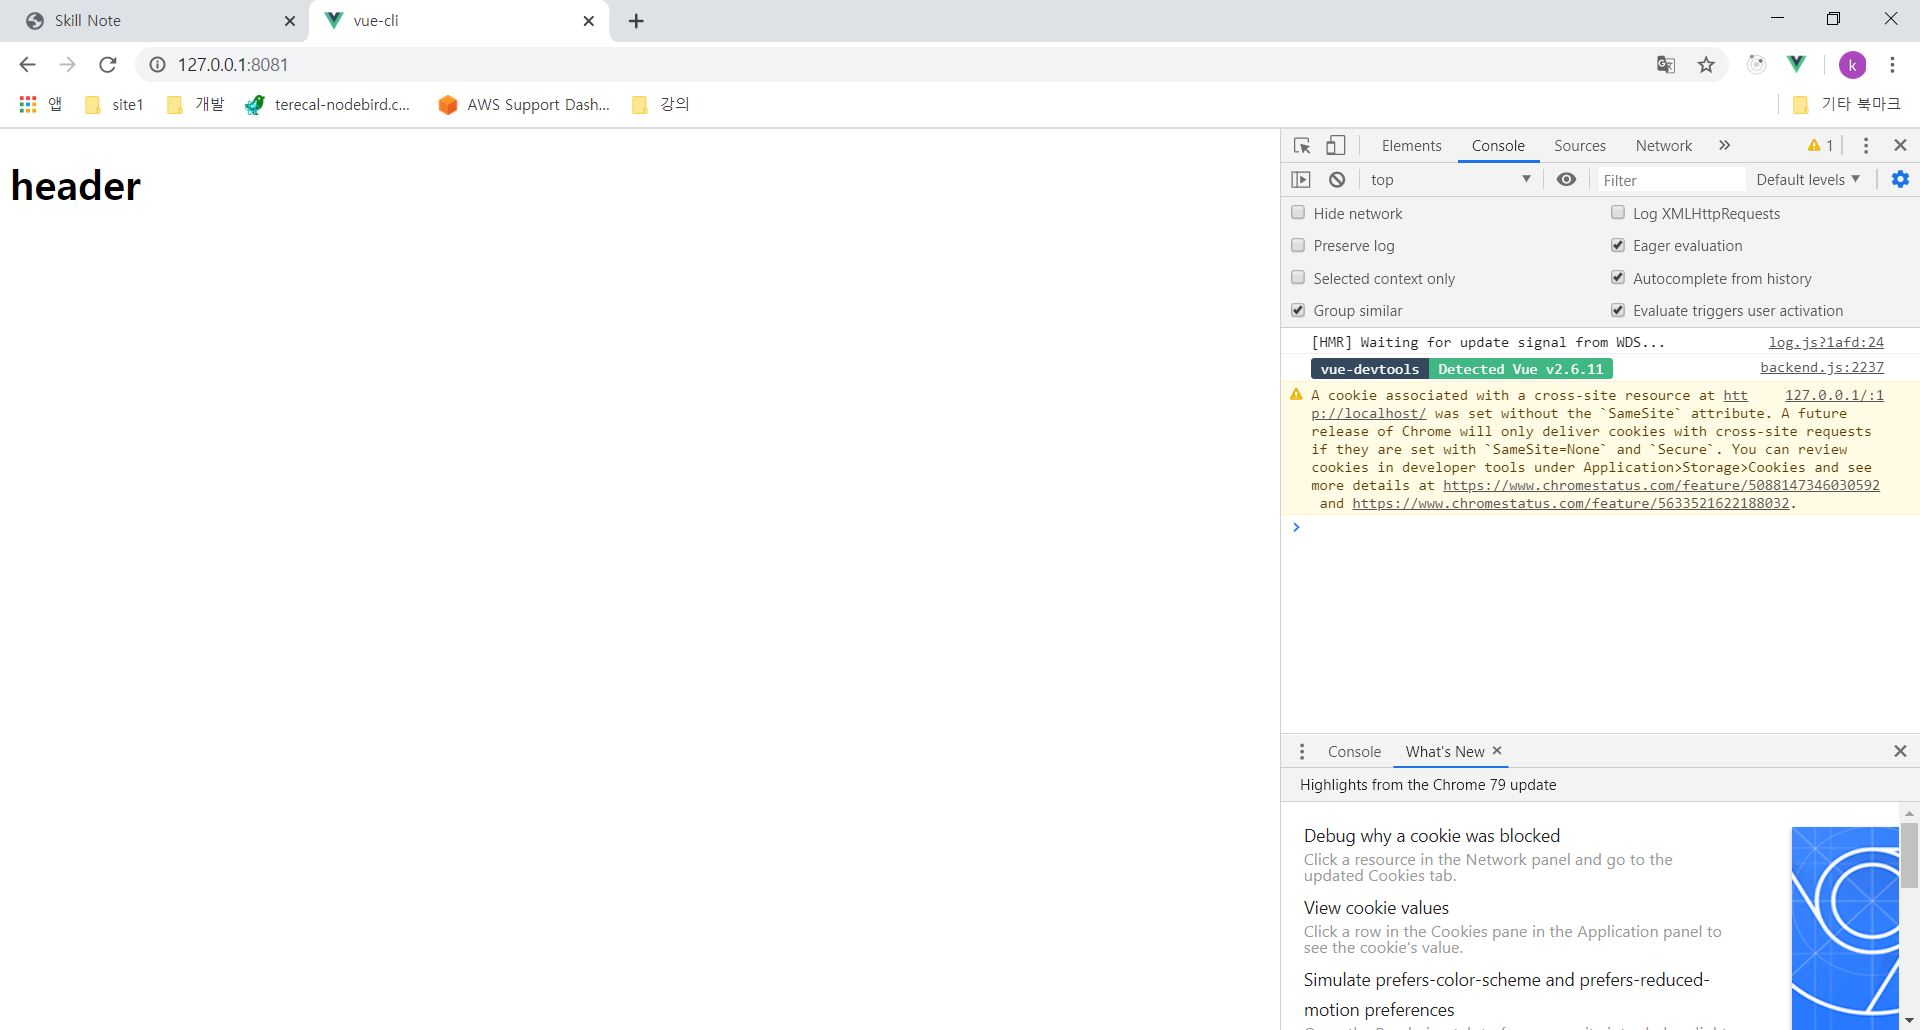 Skill Note
vue-cli
127.0.0.1:8081
k
앱
site1
개발
terecal-nodebird.c...
AWS Support Dash...
강의
기타 북마크
header
Elements
Console
Sources
Network
»
1
top
Filter
Default levels
Hide network
Log XMLHttpRequests
Preserve log
Eager evaluation
Selected context only
Autocomplete from history
Group similar
Evaluate triggers user activation
[HMR] Waiting for update signal from WDS...
log.js?1afd:24
vue-devtools Detected Vue v2.6.11
backend.js:2237
A cookie associated with a cross-site resource at htt
127.0.0.1/:1
p://localhost/ was set without the `SameSite` attribute. A future
release of Chrome will only deliver cookies with cross-site requests
if they are set with `SameSite=None` and `Secure`. You can review
cookies in developer tools under Application>Storage>Cookies and see
more details at https://www.chromestatus.com/feature/5088147346030592
and https://www.chromestatus.com/feature/5633521622188032.
Console
What's New
Highlights from the Chrome 79 update
Debug why a cookie was blocked
Click a resource in the Network panel and go to the
updated Cookies tab.
View cookie values
Click a row in the Cookies pane in the Application panel to
see the cookie's value.
Simulate prefers-color-scheme and prefers-reduced-
motion preferences